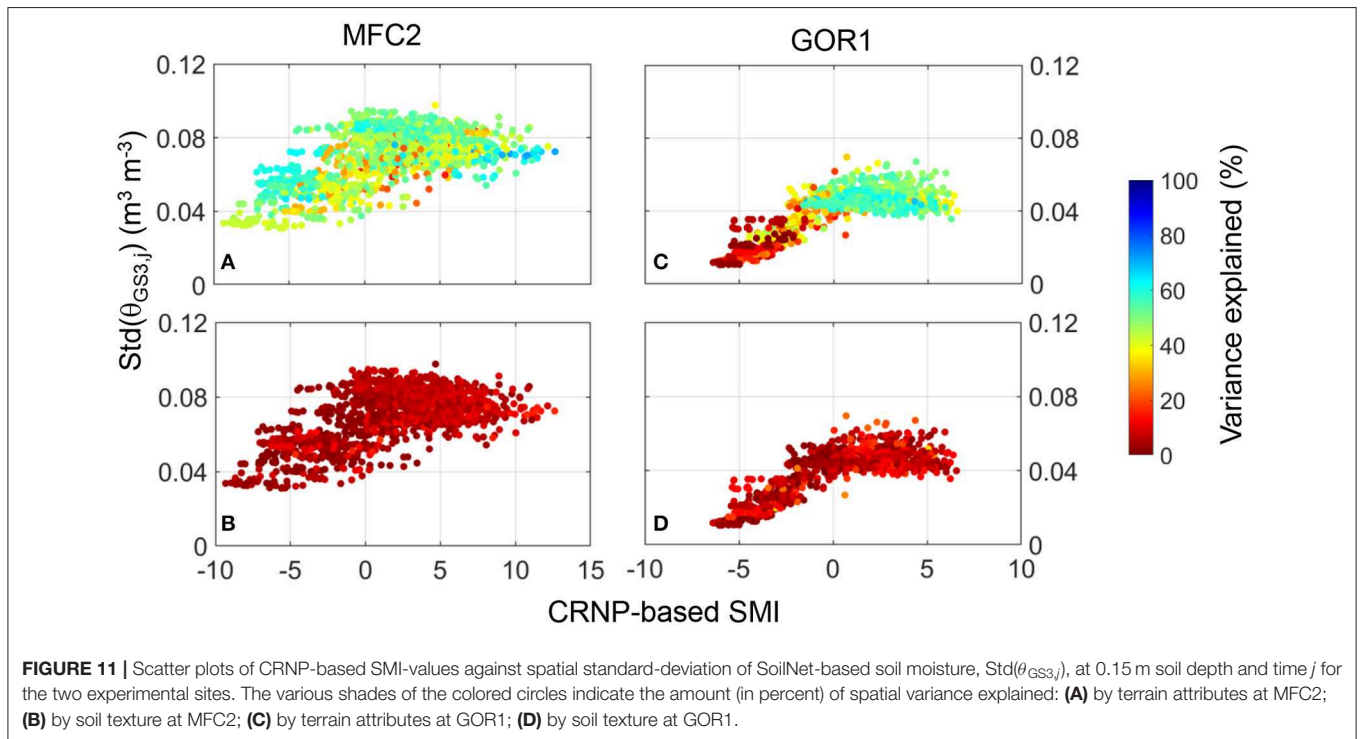 MFC2
GOR1
Std(θGS3,j) (m³ m⁻³)
0.12
0.08
0.04
0
A
0.12
0.08
0.04
0
C
0.12
0.08
0.04
0
B
-10 -5 0 5 10 15
0.12
0.08
0.04
0
D
-10 -5 0 5 10
CRNP-based SMI
100
80
60
40
20
0
Variance explained (%)
FIGURE 11 | Scatter plots of CRNP-based SMI-values against spatial standard-deviation of SoilNet-based soil moisture, Std(θGS3,j), at 0.15 m soil depth and time j for
the two experimental sites. The various shades of the colored circles indicate the amount (in percent) of spatial variance explained: (A) by terrain attributes at MFC2;
(B) by soil texture at MFC2; (C) by terrain attributes at GOR1; (D) by soil texture at GOR1.